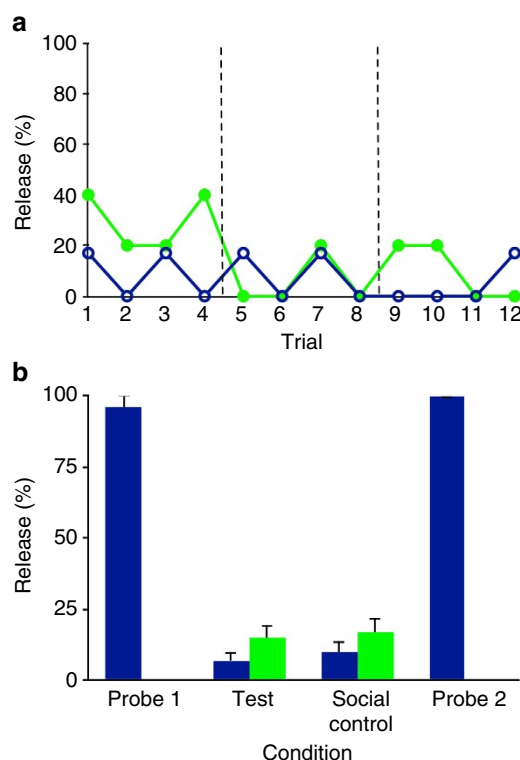 a
100
80
60
40
20
0
Release (%)
1 2 3 4 5 6 7 8 9 10 11 12
Trial
b
100
75
50
25
0
Release (%)
Probe 1 Test Social control Probe 2
Condition